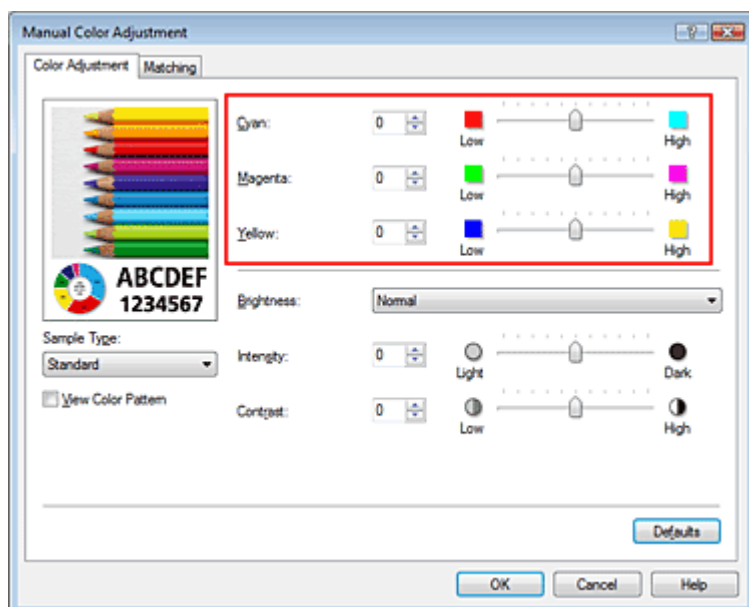 Manual Color Adjustment
Color Adjustment
Matching
Cyan: 0
Low High
Magenta: 0
Low High
Yellow: 0
Low High
ABCDEF
1234567
Brightness: Normal
Sample Type:
Standard
Intensity: 0
Light Dark
View Color Pattern
Contrast: 0
Low High
Defaults
OK Cancel Help